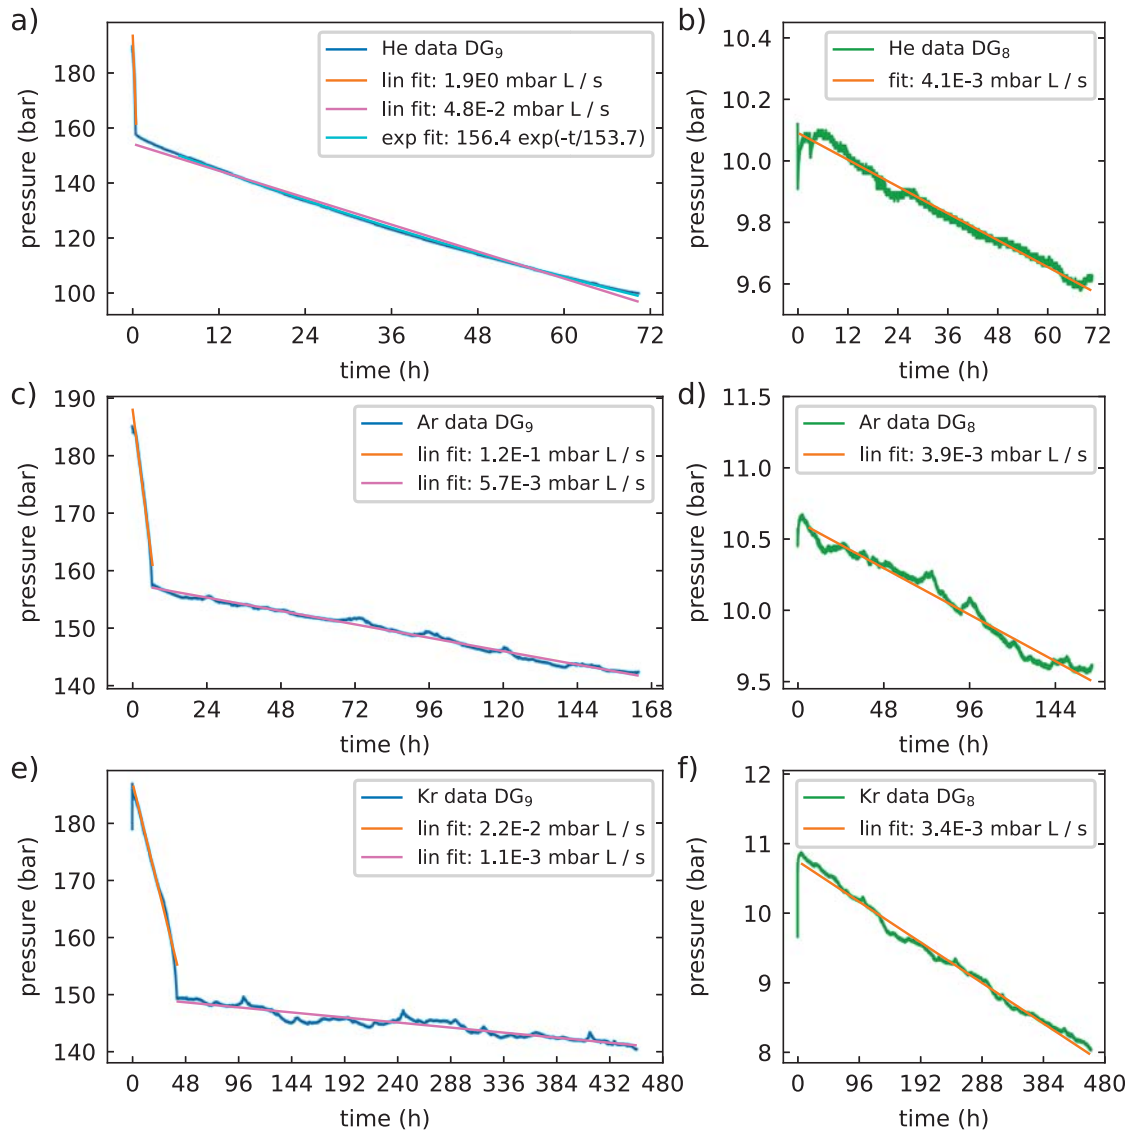 a)
pressure (bar)
180
160
140
120
100
0 12 24 36 48 60 72
time (h)
He data DG₉
lin fit: 1.9E0 mbar L / s
lin fit: 4.8E-2 mbar L / s
exp fit: 156.4 exp(-t/153.7)
b)
pressure (bar)
10.4
10.2
10.0
9.8
9.6
0 12 24 36 48 60 72
time (h)
He data DG₈
fit: 4.1E-3 mbar L / s
c)
pressure (bar)
190
180
170
160
150
140
0 24 48 72 96 120 144 168
time (h)
Ar data DG₉
lin fit: 1.2E-1 mbar L / s
lin fit: 5.7E-3 mbar L / s
d)
pressure (bar)
11.5
11.0
10.5
10.0
9.5
0 48 96 144
time (h)
Ar data DG₈
lin fit: 3.9E-3 mbar L / s
e)
pressure (bar)
180
170
160
150
140
0 48 96 144 192 240 288 336 384 432 480
time (h)
Kr data DG₉
lin fit: 2.2E-2 mbar L / s
lin fit: 1.1E-3 mbar L / s
f)
pressure (bar)
12
11
10
9
8
0 96 192 288 384 480
time (h)
Kr data DG₈
lin fit: 3.4E-3 mbar L / s